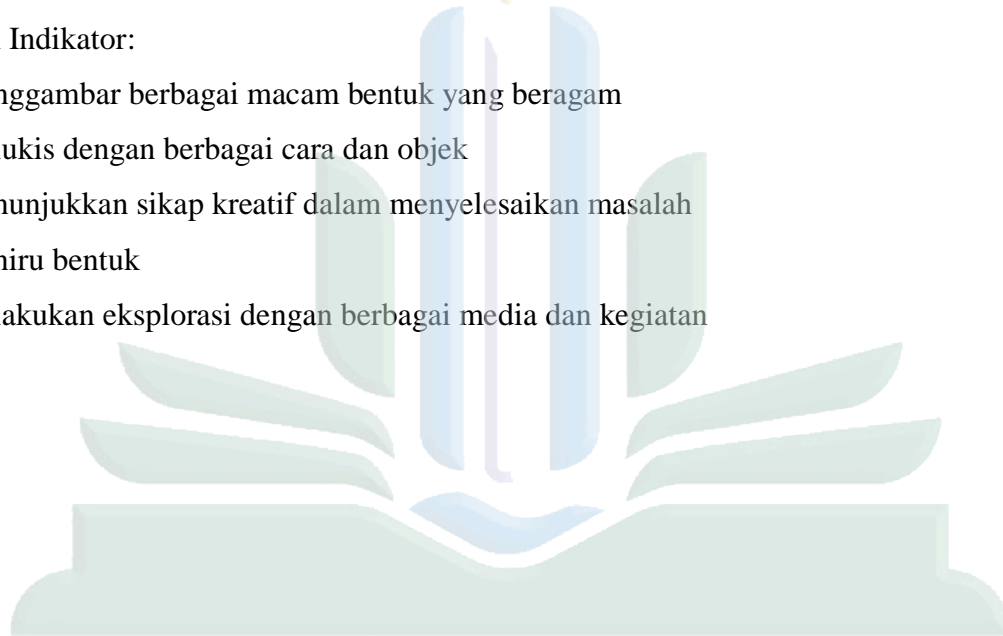 Indikator:
nggambar berbagai macam bentuk yang beragam
ukis dengan berbagai cara dan objek
nunjukkan sikap kreatif dalam menyelesaikan masalah
niru bentuk
lakukan eksplorasi dengan berbagai media dan kegiatan